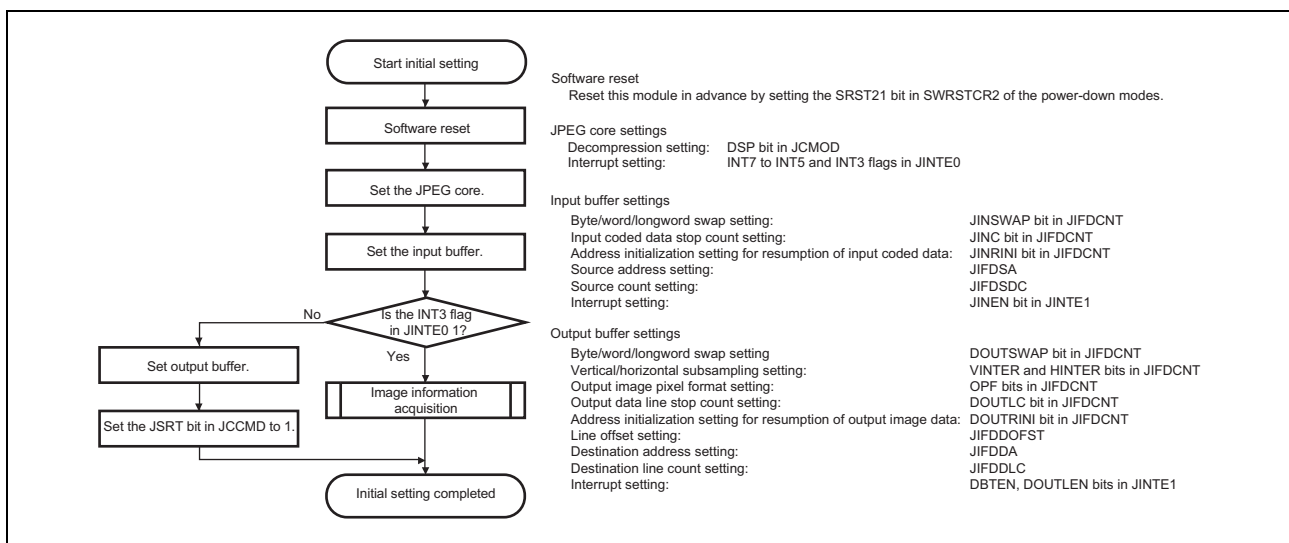 Start initial setting
Software reset
Set the JPEG core.
Set the input buffer.
Is the INT3 flag
in JINTE0 1?
No
Yes
Set output buffer.
Set the JSRT bit in JCCMD to 1.
Image information
acquisition
Initial setting completed
Software reset
Reset this module in advance by setting the SRST21 bit in SWRSTCR2 of the power-down modes.
JPEG core settings
Decompression setting: DSP bit in JCMOD
Interrupt setting: INT7 to INT5 and INT3 flags in JINTE0
Input buffer settings
Byte/word/longword swap setting: JINSWAP bit in JIFDCNT
Input coded data stop count setting: JINC bit in JIFDCNT
Address initialization setting for resumption of input coded data: JINRINI bit in JIFDCNT
Source address setting: JIFDSA
Source count setting: JIFDSDC
Interrupt setting: JINEN bit in JINTE1
Output buffer settings
Byte/word/longword swap setting DOUTSWAP bit in JIFDCNT
Vertical/horizontal subsampling setting: VINTER and HINTER bits in JIFDCNT
Output image pixel format setting: OPF bits in JIFDCNT
Output data line stop count setting: DOUTLC bit in JIFDCNT
Address initialization setting for resumption of output image data: DOUTRINI bit in JIFDCNT
Line offset setting: JIFDDOFST
Destination address setting: JIFDDA
Destination line count setting: JIFDDLC
Interrupt setting: DBTEN, DOUTLEN bits in JINTE1